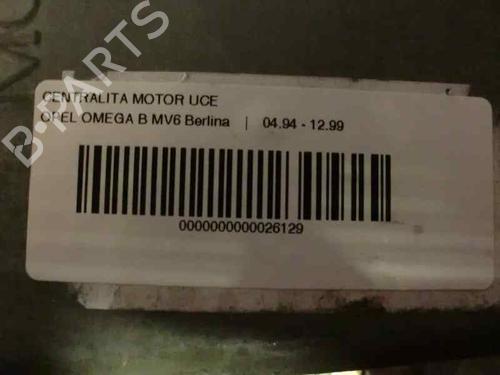 B-PARTS
CENTRALITA MOTOR UCE
OPEL OMEGA B MV6 Berlina | 04.94 - 12.99
0000000000026129